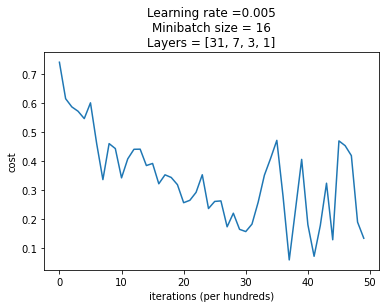 Learning rate =0.005
Minibatch size = 16
Layers = [31, 7, 3, 1]
0.7
0.6
0.5
0.4
0.3
0.2
0.1
cost
0 10 20 30 40 50
iterations (per hundreds)